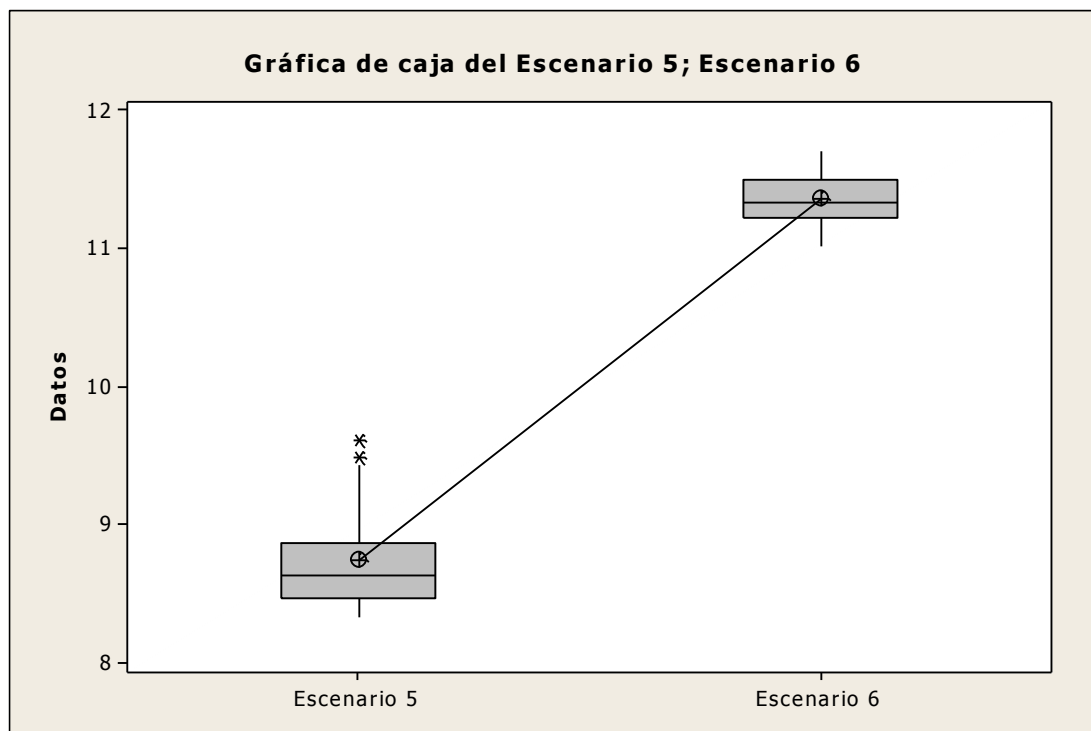 Gráfica de caja del Escenario 5; Escenario 6
Datos
12
11
10
9
8
Escenario 5
Escenario 6